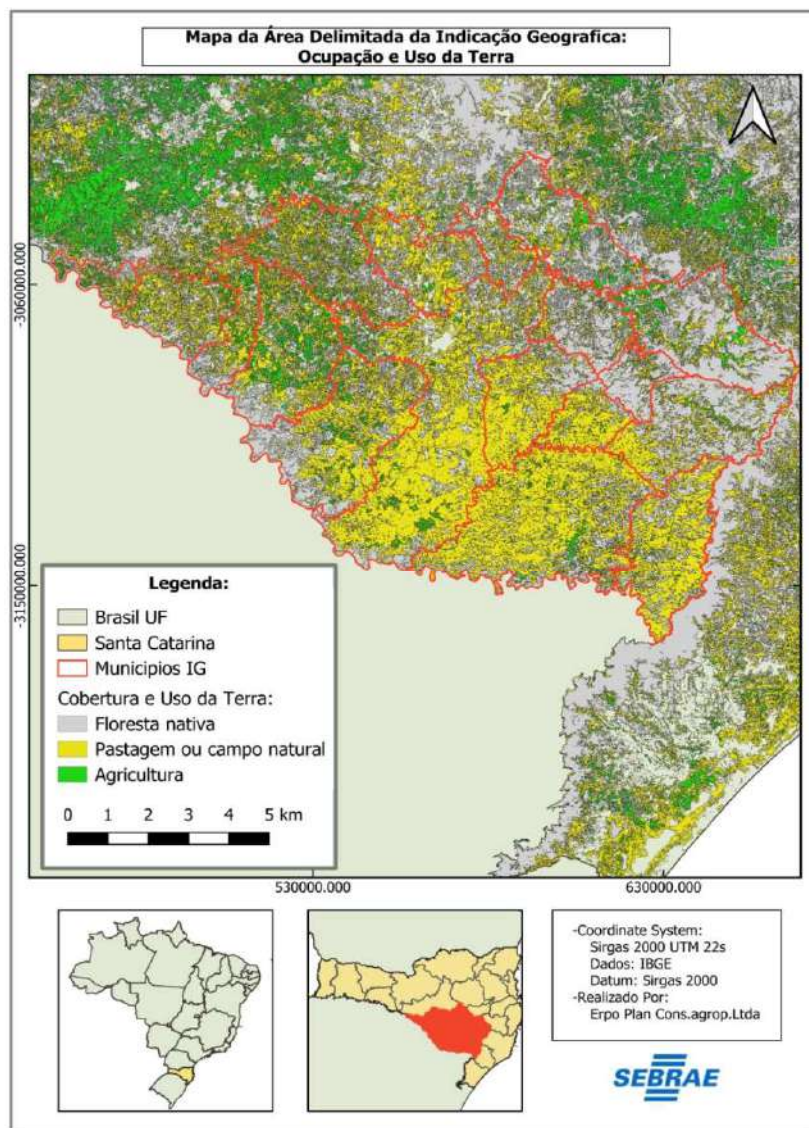 Mapa da Área Delimitada da Indicação Geografica:
Ocupação e Uso da Terra
-3060000.000
-3150000.000
Legenda:
Brasil UF
Santa Catarina
Municipios IG
Cobertura e Uso da Terra:
Floresta nativa
Pastagem ou campo natural
Agricultura
0 1 2 3 4 5 km
530000.000 630000.000
-Coordinate System:
Sirgas 2000 UTM 22s
Dados: IBGE
Datum: Sirgas 2000
-Realizado Por:
Erpo Plan Cons.agrop.Ltda
SEBRAE